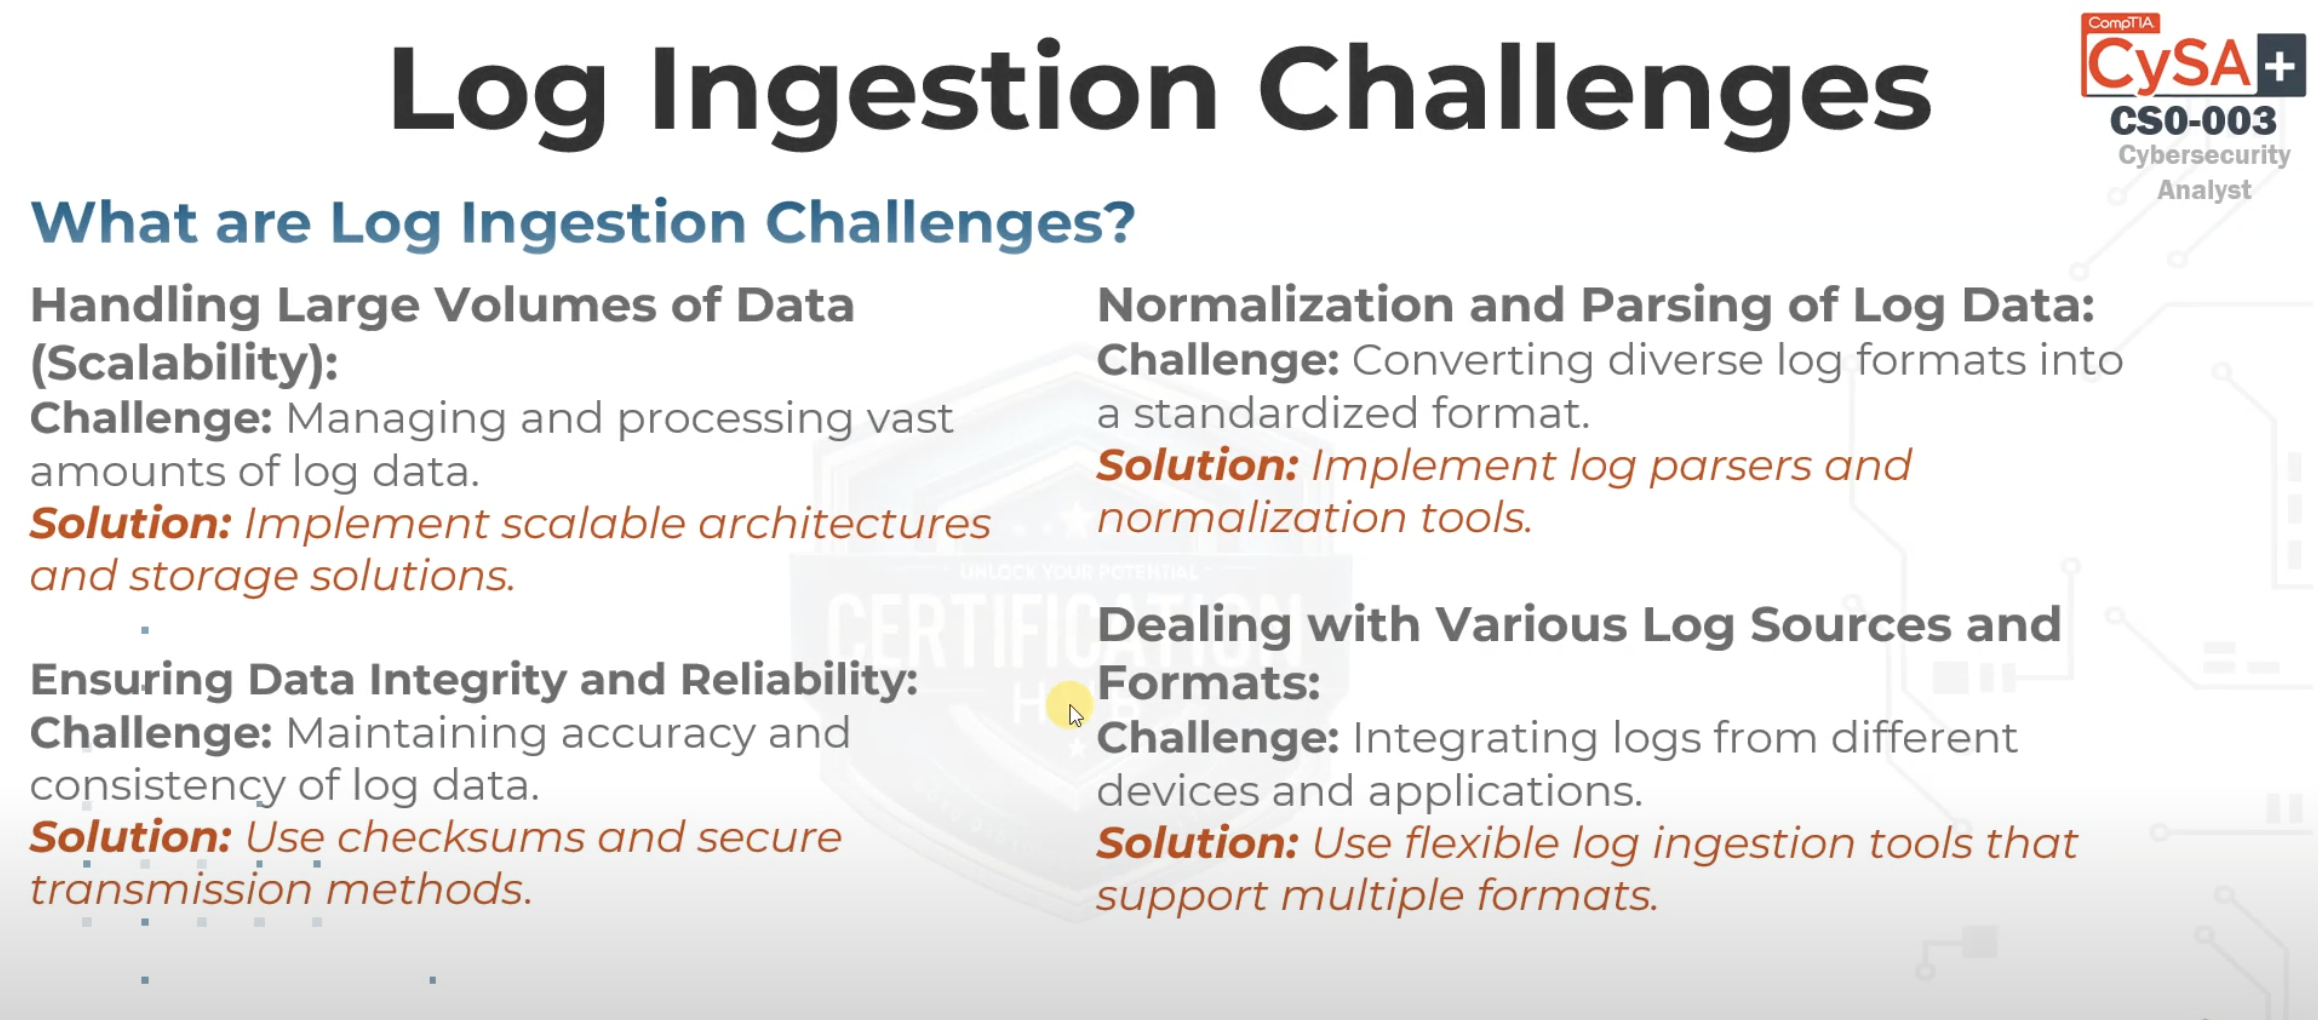 Log Ingestion Challenges
CompTIA
CySA+
CS0-003
Cybersecurity
Analyst
What are Log Ingestion Challenges?
Handling Large Volumes of Data
(Scalability):
Challenge: Managing and processing vast
amounts of log data.
Solution: Implement scalable architectures
and storage solutions.
Ensuring Data Integrity and Reliability:
Challenge: Maintaining accuracy and
consistency of log data.
Solution: Use checksums and secure
transmission methods.
Normalization and Parsing of Log Data:
Challenge: Converting diverse log formats into
a standardized format.
Solution: Implement log parsers and
normalization tools.
Dealing with Various Log Sources and
Formats:
Challenge: Integrating logs from different
devices and applications.
Solution: Use flexible log ingestion tools that
support multiple formats.
UNLOCK YOUR POTENTIAL
CERTIFICATION